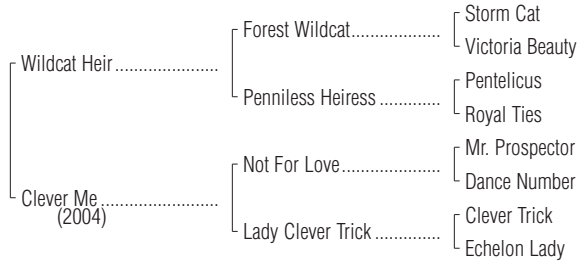 Storm Cat
Forest Wildcat....................
Victoria Beauty
Wildcat Heir.......................
Pentelicus
Penniless Heiress .............
Royal Ties
Mr. Prospector
Not For Love......................
Dance Number
Clever Me..........................
(2004)
Clever Trick
Lady Clever Trick ..............
Echelon Lady